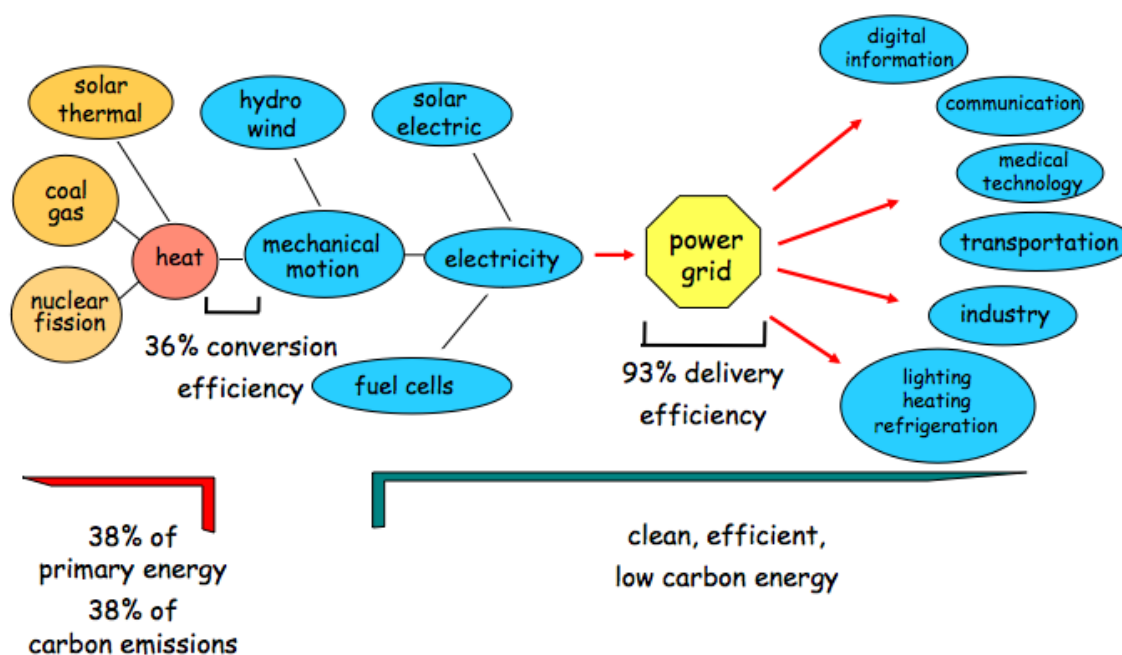 digital
information
solar
thermal
hydro
wind
solar
electric
communication
coal
gas
medical
technology
heat
mechanical
motion
electricity
power
grid
transportation
nuclear
fission
industry
36% conversion
efficiency
93% delivery
efficiency
fuel cells
lighting
heating
refrigeration
38% of
primary energy
38% of
carbon emissions
clean, efficient,
low carbon energy